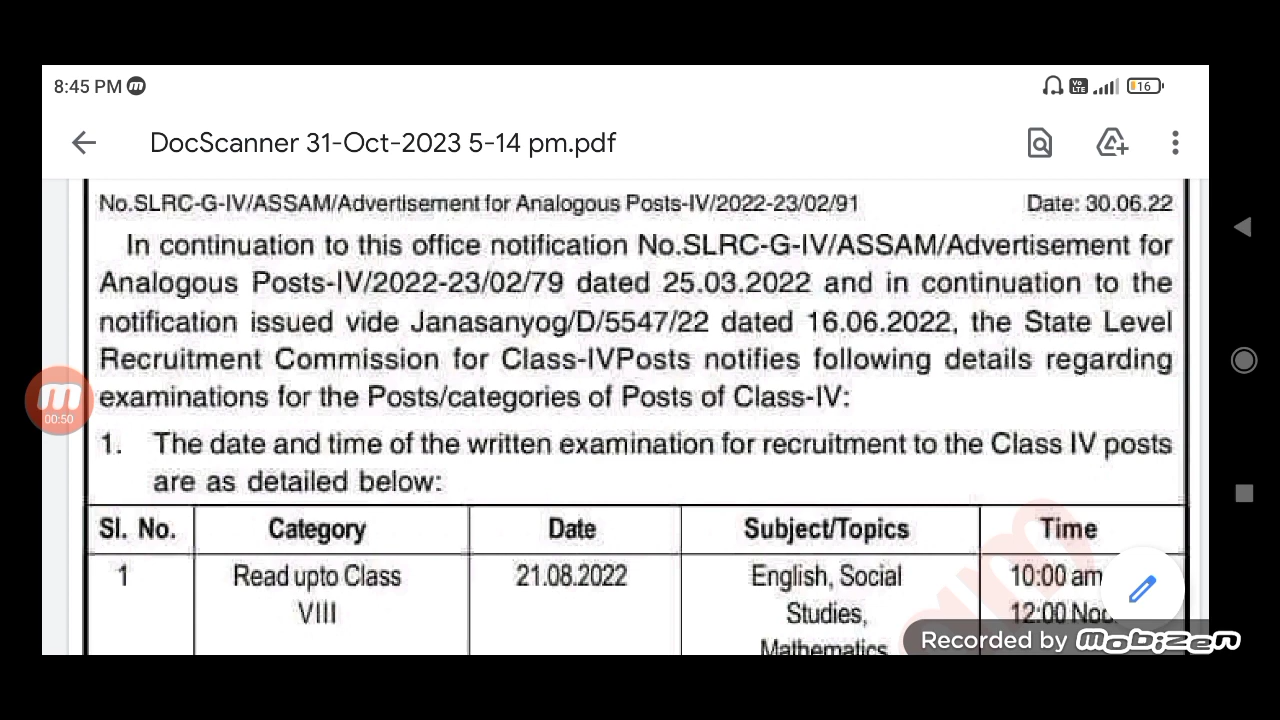 8:45 PM
Vo LTE
16
DocScanner 31-Oct-2023 5-14 pm.pdf
No.SLRC-G-IV/ASSAM/Advertisement for Analogous Posts-IV/2022-23/02/91 Date: 30.06.22
In continuation to this office notification No.SLRC-G-IV/ASSAM/Advertisement for
Analogous Posts-IV/2022-23/02/79 dated 25.03.2022 and in continuation to the
notification issued vide Janasanyog/D/5547/22 dated 16.06.2022, the State Level
Recruitment Commission for Class-IVPosts notifies following details regarding
examinations for the Posts/categories of Posts of Class-IV:
00:50
1. The date and time of the written examination for recruitment to the Class IV posts
are as detailed below:
Sl. No. Category Date Subject/Topics Time
1 Read upto Class 21.08.2022 English, Social 10:00 am
VIII Studies, 12:00
Mathematics
Recorded by mobizen